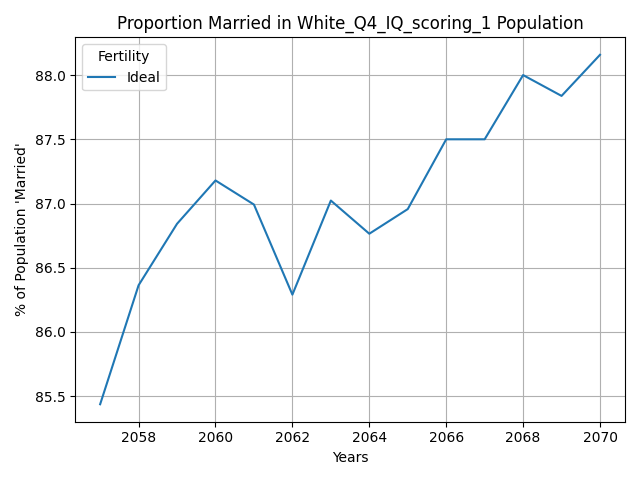 Proportion Married in White_Q4_IQ_scoring_1 Population
Fertility
Ideal
88.0
87.5
87.0
86.5
86.0
85.5
% of Population 'Married'
2058 2060 2062 2064 2066 2068 2070
Years